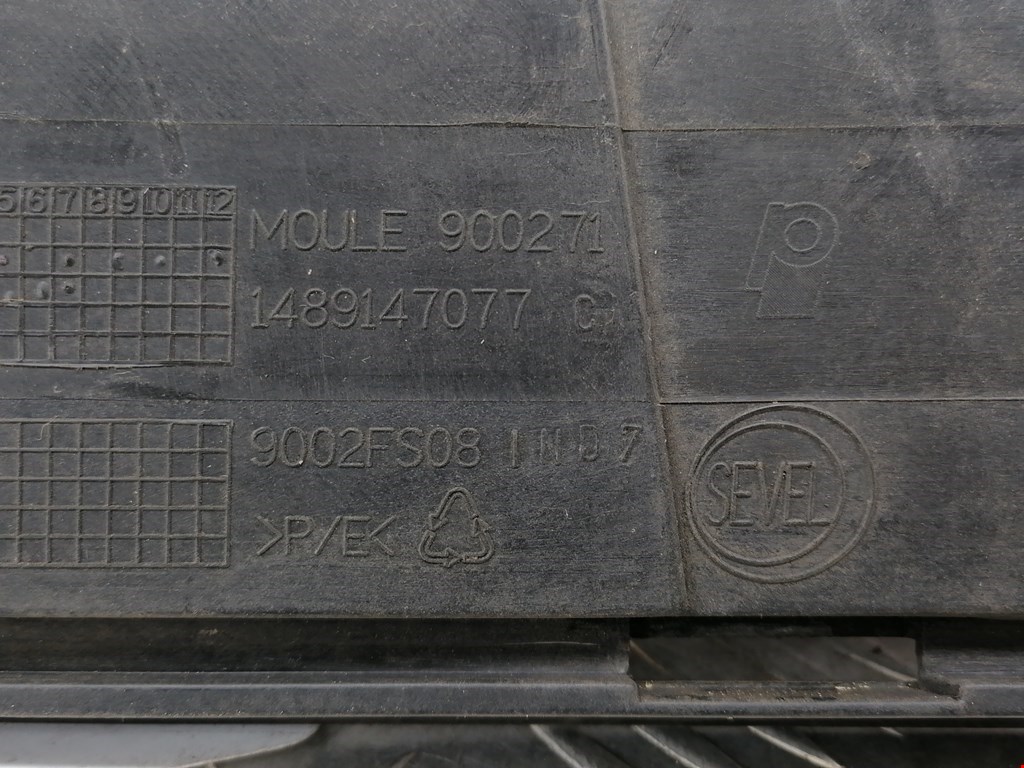 5 6 7 8 9 10 11 12
MOULE 900271
1489147077 C
9002FS08 IND 7
>P/E<
SEVEL